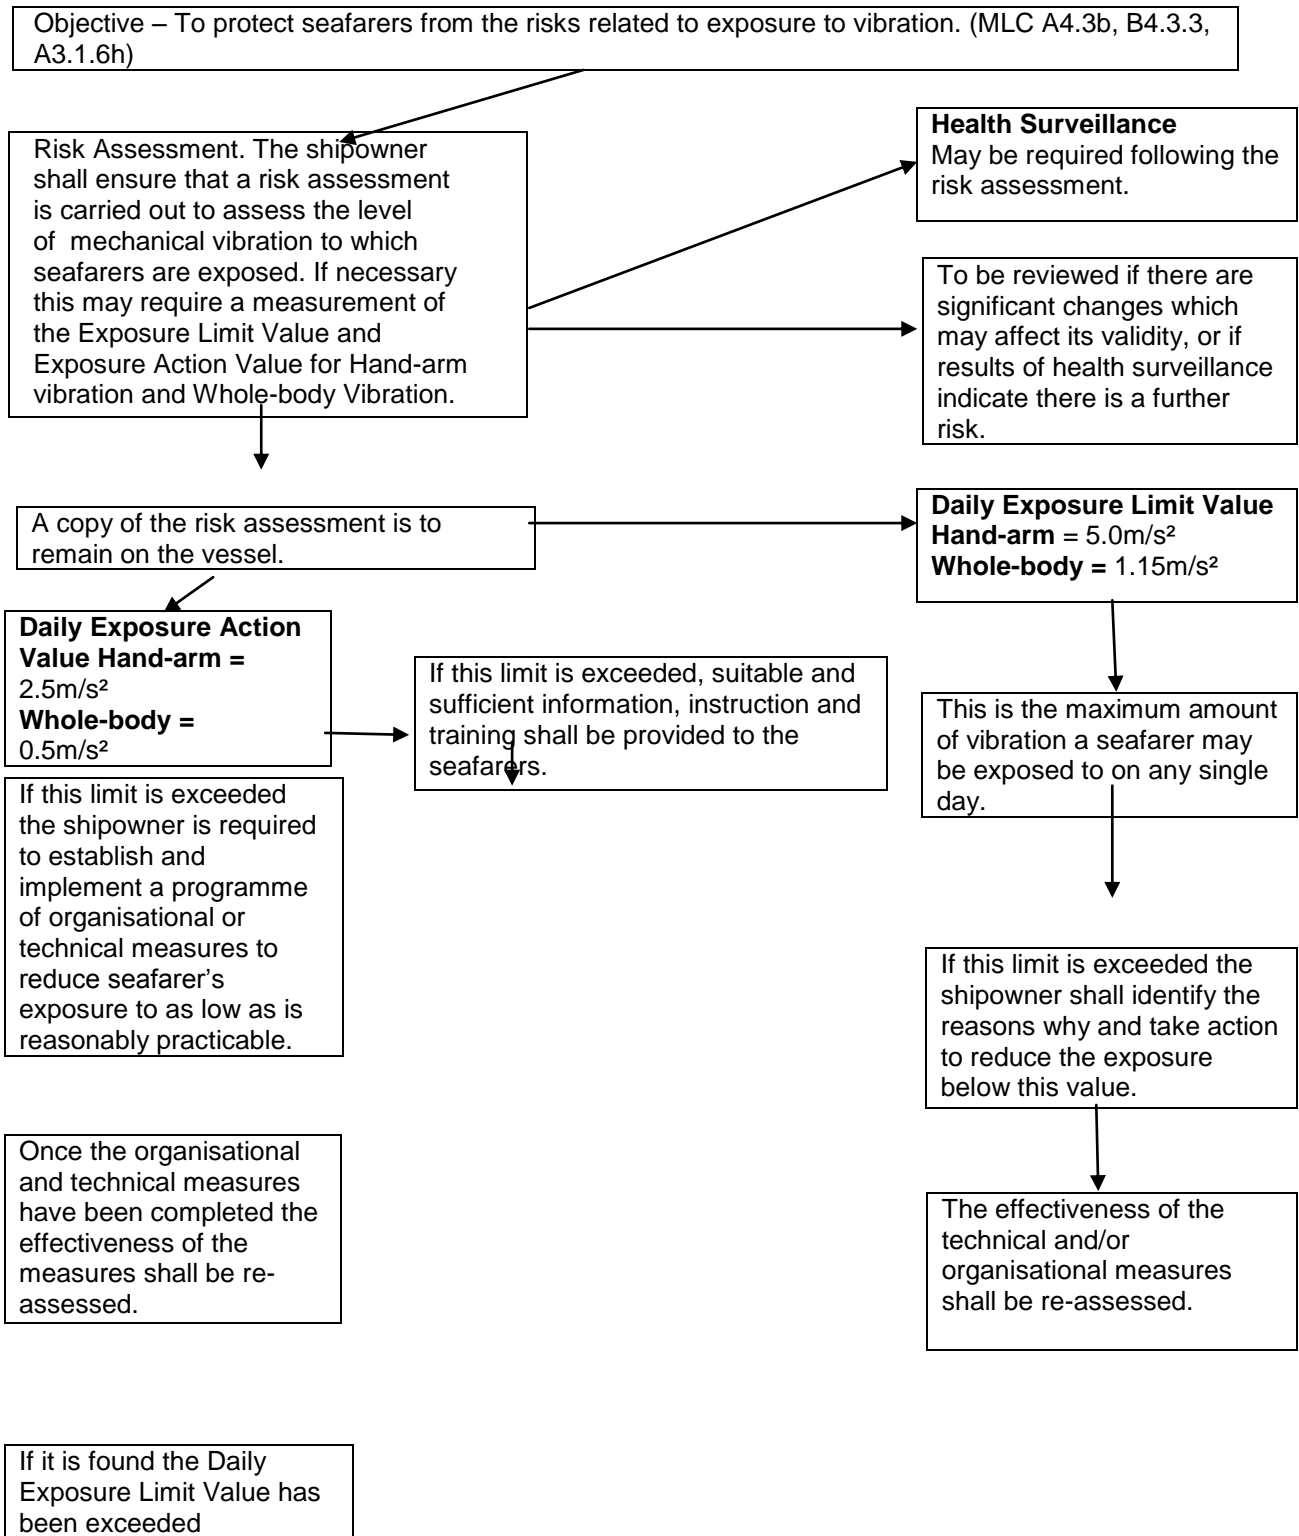 Objective – To protect seafarers from the risks related to exposure to vibration. (MLC A4.3b, B4.3.3,
A3.1.6h)
Risk Assessment. The shipowner
shall ensure that a risk assessment
is carried out to assess the level
of mechanical vibration to which
seafarers are exposed. If necessary
this may require a measurement of
the Exposure Limit Value and
Exposure Action Value for Hand-arm
vibration and Whole-body Vibration.
Health Surveillance
May be required following the
risk assessment.
To be reviewed if there are
significant changes which
may affect its validity, or if
results of health surveillance
indicate there is a further
risk.
A copy of the risk assessment is to
remain on the vessel.
Daily Exposure Limit Value
Hand-arm = 5.0m/s²
Whole-body = 1.15m/s²
Daily Exposure Action
Value Hand-arm =
2.5m/s²
Whole-body =
0.5m/s²
If this limit is exceeded, suitable and
sufficient information, instruction and
training shall be provided to the
seafarers.
This is the maximum amount
of vibration a seafarer may
be exposed to on any single
day.
If this limit is exceeded
the shipowner is required
to establish and
implement a programme
of organisational or
technical measures to
reduce seafarer’s
exposure to as low as is
reasonably practicable.
If this limit is exceeded the
shipowner shall identify the
reasons why and take action
to reduce the exposure
below this value.
Once the organisational
and technical measures
have been completed the
effectiveness of the
measures shall be re-
assessed.
The effectiveness of the
technical and/or
organisational measures
shall be re-assessed.
If it is found the Daily
Exposure Limit Value has
been exceeded